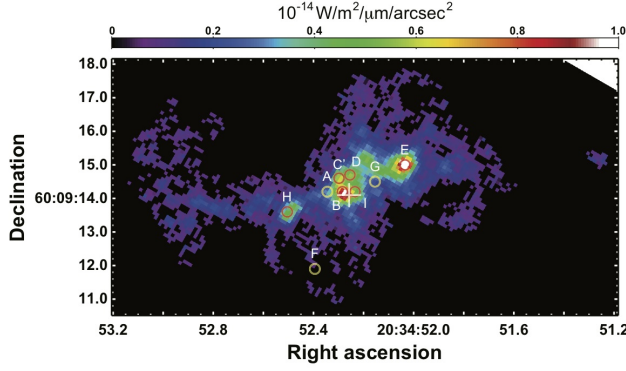 10-14 W/m2/μm/arcsec2
0 0.2 0.4 0.6 0.8 1.0
18.0
17.0
16.0
15.0
60:09:14
13.0
12.0
11.0
Declination
E
C' D
A G
H B I
F
53.2 52.8 52.4 20:34:52.0 51.6 51.2
Right ascension